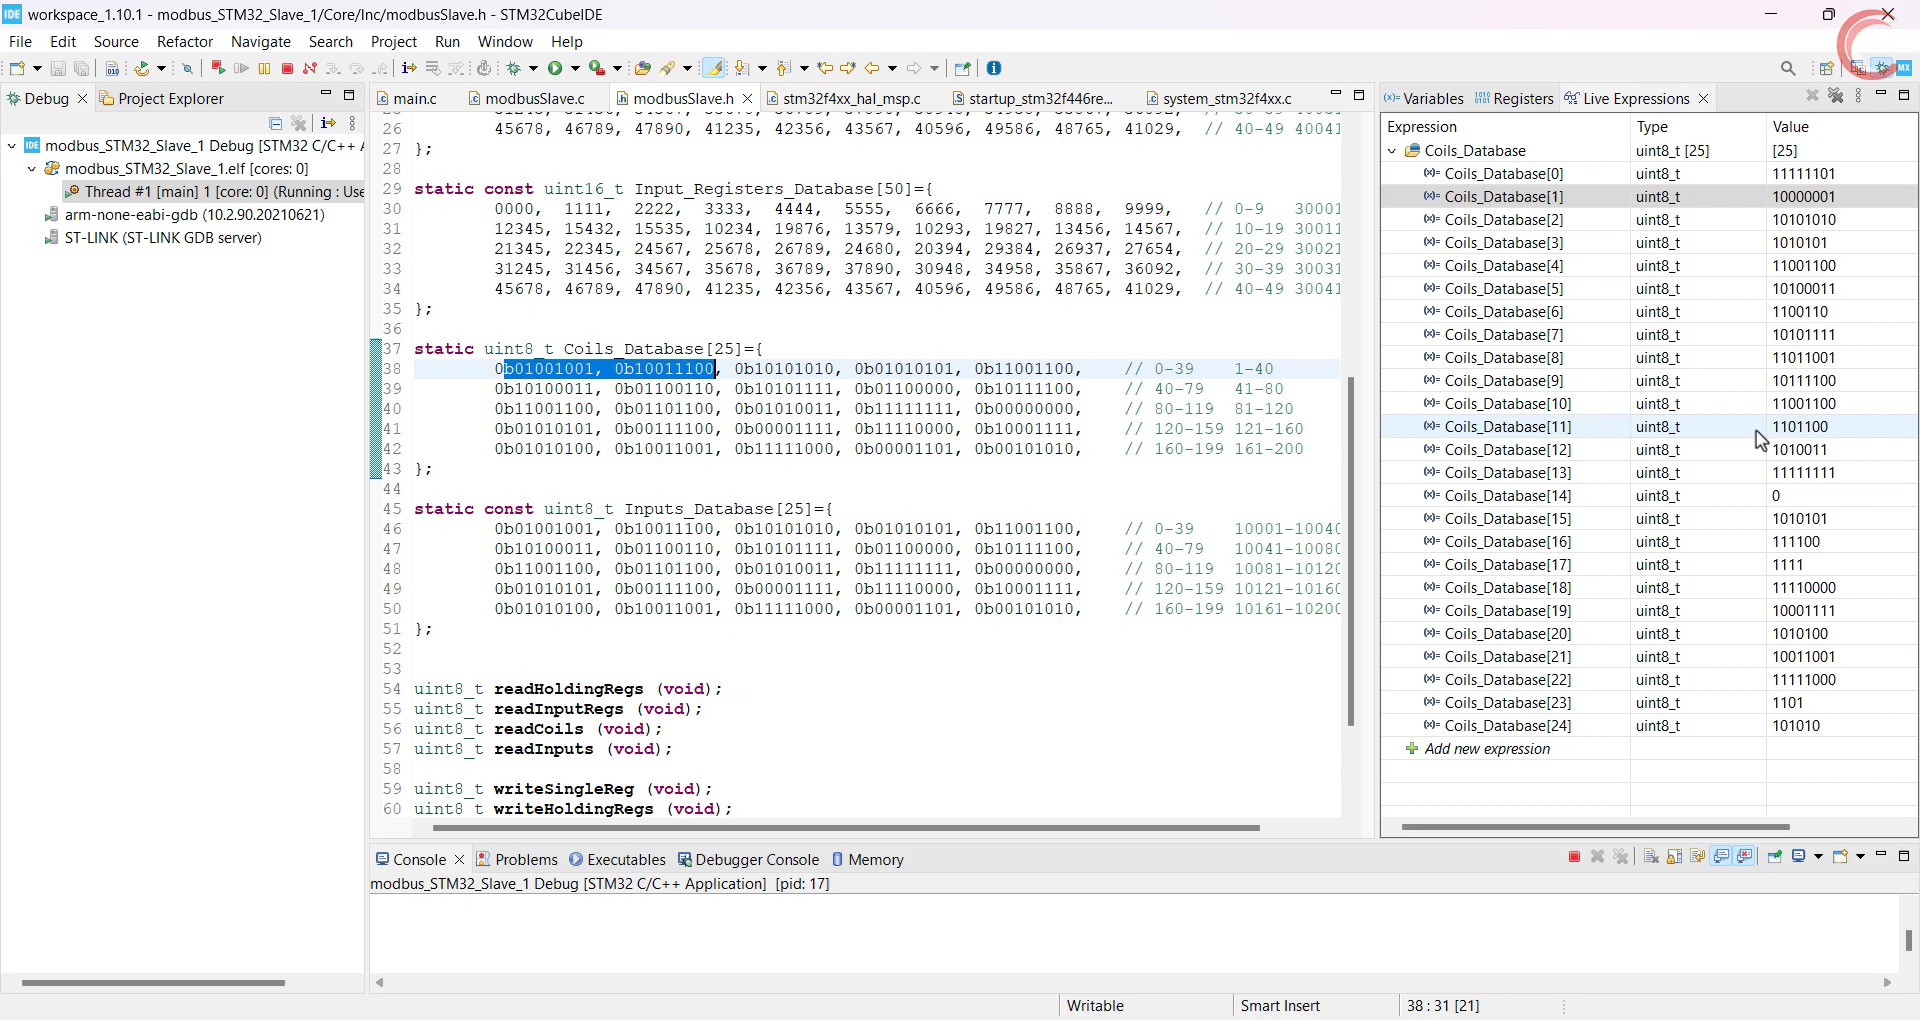 IDE workspace_1.10.1 - modbus_STM32_Slave_1/Core/Inc/modbusSlave.h - STM32CubeIDE
File Edit Source Refactor Navigate Search Project Run Window Help
Debug Project Explorer
modbus_STM32_Slave_1 Debug [STM32 C/C++ A
modbus_STM32_Slave_1.elf [cores: 0]
Thread #1 [main] 1 [core: 0] (Running : Use
arm-none-eabi-gdb (10.2.90.20210621)
ST-LINK (ST-LINK GDB server)
main.c modbusSlave.c modbusSlave.h stm32f4xx_hal_msp.c startup_stm32f446re... system_stm32f4xx.c
26 45678, 46789, 47890, 41235, 42356, 43567, 40596, 49586, 48765, 41029, // 40-49 40041
27 };
28
29 static const uint16_t Input_Registers_Database[50]={
30 0000, 1111, 2222, 3333, 4444, 5555, 6666, 7777, 8888, 9999, // 0-9 30001
31 12345, 15432, 15535, 10234, 19876, 13579, 10293, 19827, 13456, 14567, // 10-19 30011
32 21345, 22345, 24567, 25678, 26789, 24680, 20394, 29384, 26937, 27654, // 20-29 30021
33 31245, 31456, 34567, 35678, 36789, 37890, 30948, 34958, 35867, 36092, // 30-39 30031
34 45678, 46789, 47890, 41235, 42356, 43567, 40596, 49586, 48765, 41029, // 40-49 30041
35 };
36
37 static uint8_t Coils_Database[25]={
38 0b01001001, 0b10011100, 0b10101010, 0b01010101, 0b11001100, // 0-39 1-40
39 0b10100011, 0b01100110, 0b10101111, 0b01100000, 0b10111100, // 40-79 41-80
40 0b11001100, 0b01101100, 0b01010011, 0b11111111, 0b00000000, // 80-119 81-120
41 0b01010101, 0b00111100, 0b00001111, 0b11110000, 0b10001111, // 120-159 121-160
42 0b01010100, 0b10011001, 0b11111000, 0b00001101, 0b00101010, // 160-199 161-200
43 };
44
45 static const uint8_t Inputs_Database[25]={
46 0b01001001, 0b10011100, 0b10101010, 0b01010101, 0b11001100, // 0-39 10001-10040
47 0b10100011, 0b01100110, 0b10101111, 0b01100000, 0b10111100, // 40-79 10041-10080
48 0b11001100, 0b01101100, 0b01010011, 0b11111111, 0b00000000, // 80-119 10081-10120
49 0b01010101, 0b00111100, 0b00001111, 0b11110000, 0b10001111, // 120-159 10121-10160
50 0b01010100, 0b10011001, 0b11111000, 0b00001101, 0b00101010, // 160-199 10161-10200
51 };
52
53
54 uint8_t readHoldingRegs (void);
55 uint8_t readInputRegs (void);
56 uint8_t readCoils (void);
57 uint8_t readInputs (void);
58
59 uint8_t writeSingleReg (void);
60 uint8_t writeHoldingRegs (void);
Variables Registers Live Expressions
Expression Type Value
Coils_Database uint8_t [25] [25]
Coils_Database[0] uint8_t 11111101
Coils_Database[1] uint8_t 10000001
Coils_Database[2] uint8_t 10101010
Coils_Database[3] uint8_t 1010101
Coils_Database[4] uint8_t 11001100
Coils_Database[5] uint8_t 10100011
Coils_Database[6] uint8_t 1100110
Coils_Database[7] uint8_t 10101111
Coils_Database[8] uint8_t 11011001
Coils_Database[9] uint8_t 10111100
Coils_Database[10] uint8_t 11001100
Coils_Database[11] uint8_t 1101100
Coils_Database[12] uint8_t 1010011
Coils_Database[13] uint8_t 11111111
Coils_Database[14] uint8_t 0
Coils_Database[15] uint8_t 1010101
Coils_Database[16] uint8_t 111100
Coils_Database[17] uint8_t 1111
Coils_Database[18] uint8_t 11110000
Coils_Database[19] uint8_t 10001111
Coils_Database[20] uint8_t 1010100
Coils_Database[21] uint8_t 10011001
Coils_Database[22] uint8_t 11111000
Coils_Database[23] uint8_t 1101
Coils_Database[24] uint8_t 101010
Add new expression
Console Problems Executables Debugger Console Memory
modbus_STM32_Slave_1 Debug [STM32 C/C++ Application] [pid: 17]
Writable Smart Insert 38 : 31 [21]